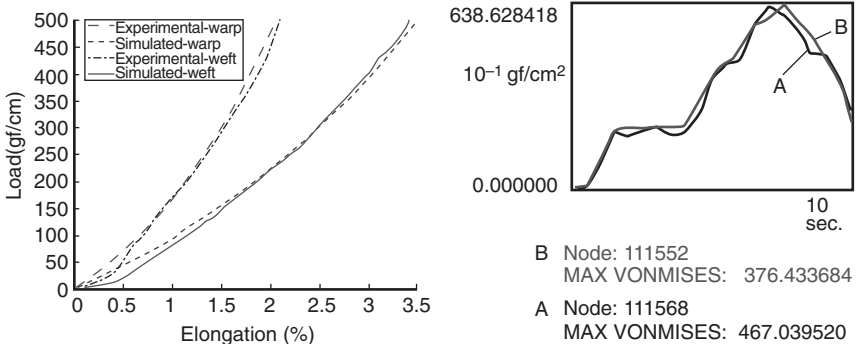 500
450
400
350
300
250
200
150
100
50
0
Load(gf/cm)
Experimental-warp
Simulated-warp
Experimental-weft
Simulated-weft
0 0.5 1 1.5 2 2.5 3 3.5
Elongation (%)
638.628418
10⁻¹ gf/cm²
0.000000
B
A
10
sec.
B Node: 111552
MAX VONMISES: 376.433684
A Node: 111568
MAX VONMISES: 467.039520